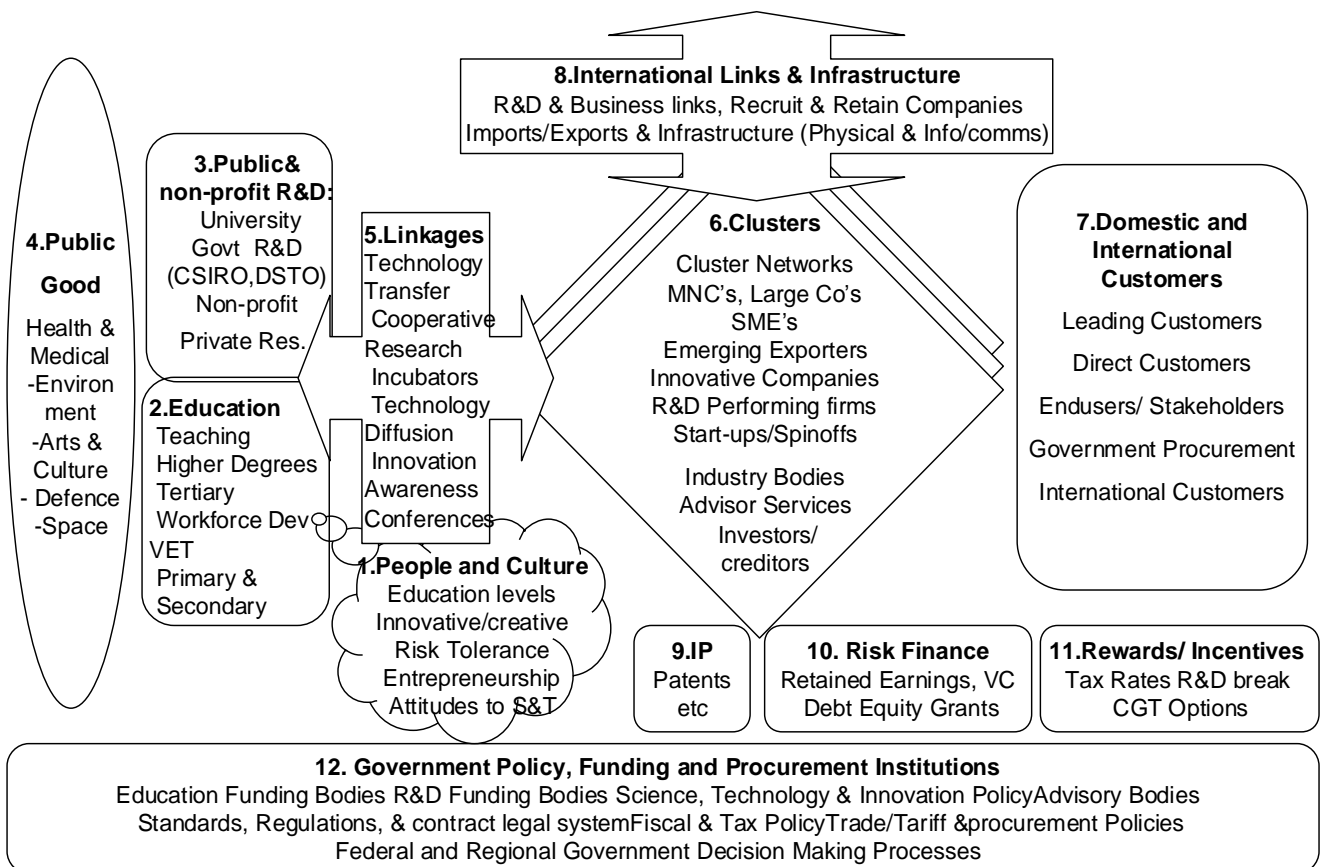 8.International Links & Infrastructure
R&D & Business links, Recruit & Retain Companies
Imports/Exports & Infrastructure (Physical & Info/comms)
3.Public&
non-profit R&D:
University
Govt R&D
(CSIRO,DSTO)
Non-profit
Private Res.
4.Public
Good
Health &
Medical
-Environ
ment
-Arts &
Culture
- Defence
-Space
2.Education
Teaching
Higher Degrees
Tertiary
Workforce Dev
VET
Primary &
Secondary
5.Linkages
Technology
Transfer
Cooperative
Research
Incubators
Technology
Diffusion
Innovation
Awareness
Conferences
1.People and Culture
Education levels
Innovative/creative
Risk Tolerance
Entrepreneurship
Attitudes to S&T
6.Clusters
Cluster Networks
MNC's, Large Co's
SME's
Emerging Exporters
Innovative Companies
R&D Performing firms
Start-ups/Spinoffs
Industry Bodies
Advisor Services
Investors/
creditors
7.Domestic and
International
Customers
Leading Customers
Direct Customers
Endusers/ Stakeholders
Government Procurement
International Customers
9.IP
Patents
etc
10. Risk Finance
Retained Earnings, VC
Debt Equity Grants
11.Rewards/ Incentives
Tax Rates R&D break
CGT Options
12. Government Policy, Funding and Procurement Institutions
Education Funding Bodies R&D Funding Bodies Science, Technology & Innovation PolicyAdvisory Bodies
Standards, Regulations, & contract legal systemFiscal & Tax PolicyTrade/Tariff &procurement Policies
Federal and Regional Government Decision Making Processes